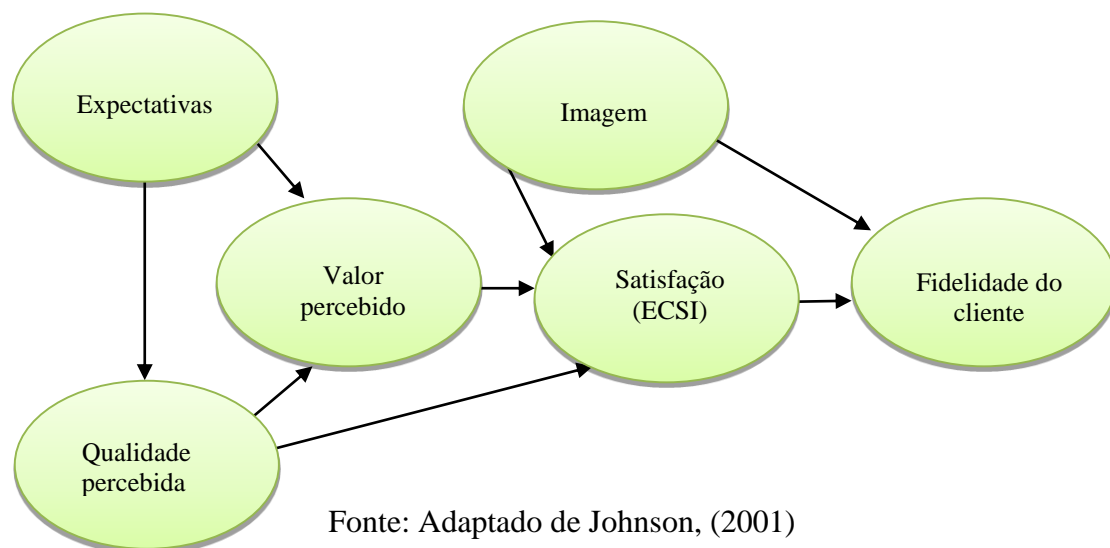 Expectativas
Imagem
Valor
percebido
Satisfação
(ECSI)
Fidelidade do
cliente
Qualidade
percebida
Fonte: Adaptado de Johnson, (2001)